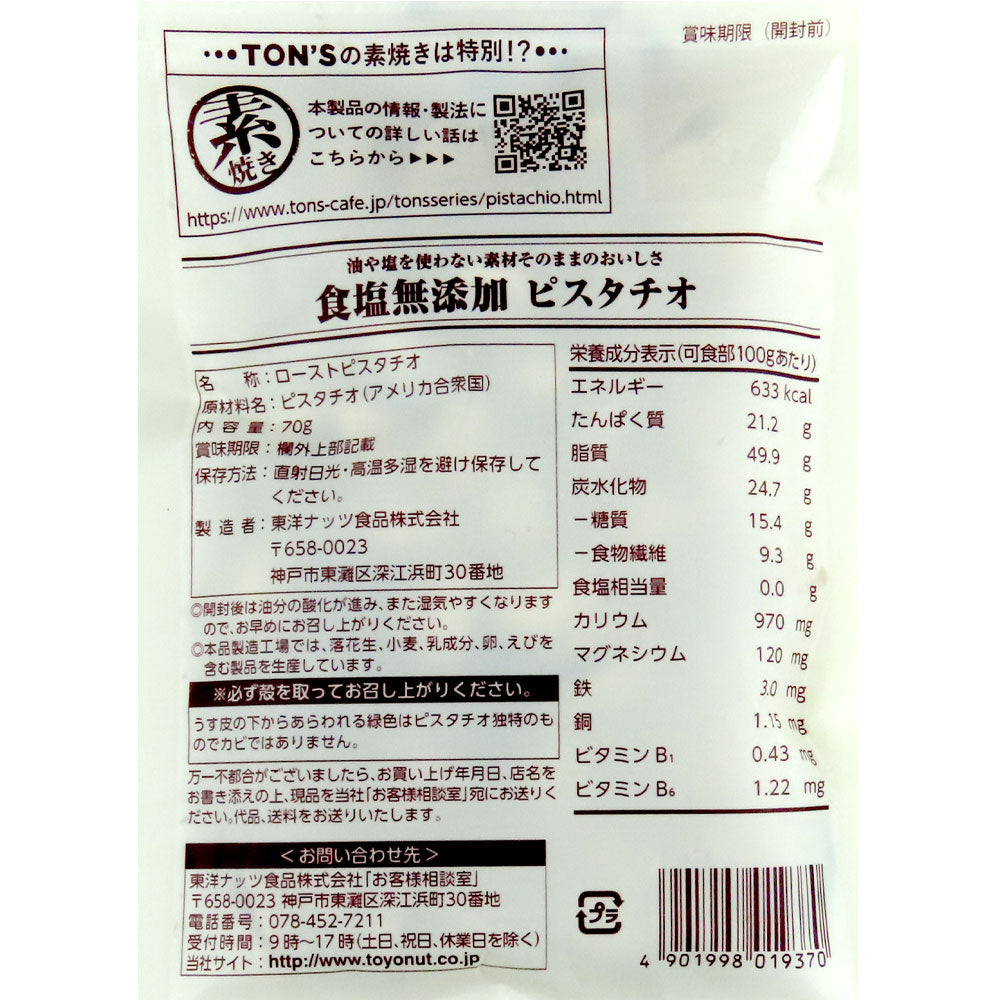 賞味期限(開封前)
•••TON'Sの素焼きは特別!?•••
素焼き
本製品の情報・製法に
ついての詳しい話は
こちらから▶▶▶
https://www.tons-cafe.jp/tonsseries/pistachio.html
油や塩を使わない素材そのままのおいしさ
食塩無添加 ピスタチオ
名称:ローストピスタチオ
原材料名:ピスタチオ(アメリカ合衆国)
内容量:70g
賞味期限:欄外上部記載
保存方法:直射日光・高温多湿を避け保存して
ください。
製造者:東洋ナッツ食品株式会社
〒658-0023
神戸市東灘区深江浜町30番地
◎開封後は油分の酸化が進み、また湿気やすくなります
ので、お早めにお召し上がりください。
◎本品製造工場では、落花生、小麦、乳成分、卵、えびを
含む製品を生産しています。
※必ず殻を取ってお召し上がりください。
うす皮の下からあらわれる緑色はピスタチオ独特のも
のでカビではありません。
万一不都合がございましたら、お買い上げ年月日、店名を
お書き添えの上、現品を当社「お客様相談室」宛にお送りく
ださい。代品、送料をお送りいたします。
<お問い合わせ先>
東洋ナッツ食品株式会社「お客様相談室」
〒658-0023 神戸市東灘区深江浜町30番地
電話番号:078-452-7211
受付時間:9時〜17時(土日、祝日、休業日を除く)
当社サイト:http://www.toyonut.co.jp
栄養成分表示(可食部100gあたり)
エネルギー 633 kcal
たんぱく質 21.2 g
脂質 49.9 g
炭水化物 24.7 g
-糖質 15.4 g
-食物繊維 9.3 g
食塩相当量 0.0 g
カリウム 970 mg
マグネシウム 120 mg
鉄 3.0 mg
銅 1.15 mg
ビタミンB₁ 0.43 mg
ビタミンB₆ 1.22 mg
プラ
4 901998 019370